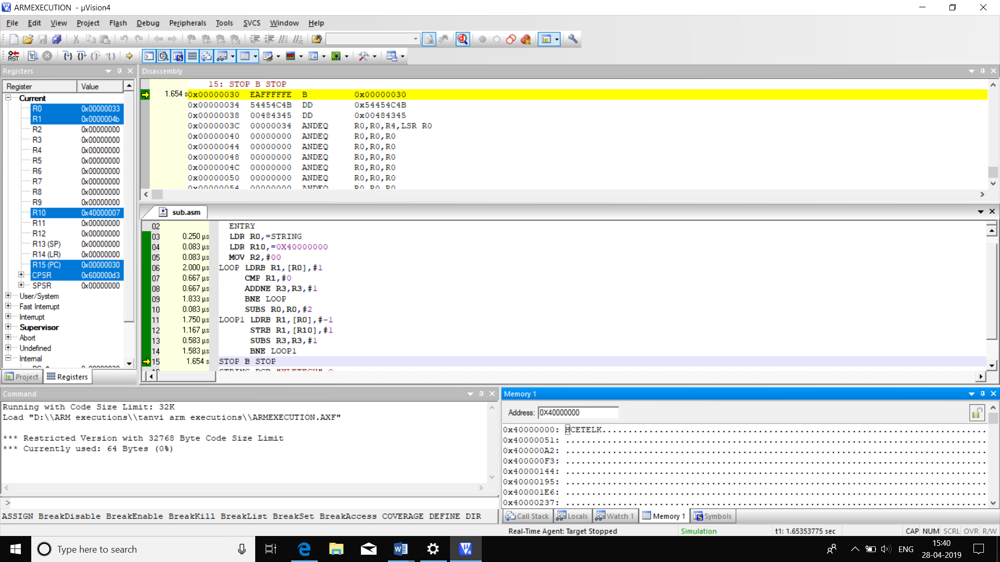 ARMEXECUTION - µVision4
File Edit View Project Flash Debug Peripherals Tools SVCS Window Help
Registers
Register Value
Current
R0 0x00000033
R1 0x0000004b
R2 0x00000000
R3 0x00000000
R4 0x00000000
R5 0x00000000
R6 0x00000000
R7 0x00000000
R8 0x00000000
R9 0x00000000
R10 0x40000007
R11 0x00000000
R12 0x00000000
R13 (SP) 0x00000000
R14 (LR) 0x00000000
R15 (PC) 0x00000030
CPSR 0x600000d3
SPSR 0x00000000
User/System
Fast Interrupt
Interrupt
Supervisor
Abort
Undefined
Internal
Project Registers
Disassembly
15: STOP B STOP
1.654 s 0x00000030 EAFFFFFE B 0x00000030
0x00000034 54454C4B DD 0x54454C4B
0x00000038 00484345 DD 0x00484345
0x0000003C 00000034 ANDEQ R0,R0,R4,LSR R0
0x00000040 00000000 ANDEQ R0,R0,R0
0x00000044 00000000 ANDEQ R0,R0,R0
0x00000048 00000000 ANDEQ R0,R0,R0
0x0000004C 00000000 ANDEQ R0,R0,R0
0x00000050 00000000 ANDEQ R0,R0,R0
0x00000054 00000000 ANDEQ R0,R0,R0
sub.asm
02 ENTRY
03 0.250 µs LDR R0,=STRING
04 0.083 µs LDR R10,=0X40000000
05 0.083 µs MOV R2,#00
06 2.000 µs LOOP LDRB R1,[R0],#1
07 0.667 µs CMP R1,#0
08 0.667 µs ADDNE R3,R3,#1
09 1.833 µs BNE LOOP
10 0.083 µs SUBS R0,R0,#2
11 1.750 µs LOOP1 LDRB R1,[R0],#-1
12 1.167 µs STRB R1,[R10],#1
13 0.583 µs SUBS R3,R3,#1
14 1.583 µs BNE LOOP1
15 1.654 s STOP B STOP
STRING DCB "KLETECH",0
Command
Running with Code Size Limit: 32K
Load "D:\\ARM executions\\tanvi arm executions\\ARMEXECUTION.AXF"
*** Restricted Version with 32768 Byte Code Size Limit
*** Currently used: 64 Bytes (0%)
>
ASSIGN BreakDisable BreakEnable BreakKill BreakList BreakSet BreakAccess COVERAGE DEFINE DIR
Memory 1
Address: 0X40000000
0x40000000: HCETELK.........................................................................
0x40000051: .................................................................................
0x400000A2: .................................................................................
0x400000F3: .................................................................................
0x40000144: .................................................................................
0x40000195: .................................................................................
0x400001E6: .................................................................................
0x40000237: .................................................................................
Call Stack Locals Watch 1 Memory 1 Symbols
Real-Time Agent: Target Stopped Simulation t1: 1.65353775 sec CAP NUM SCRL OVR R/W
Type here to search
ENG
15:40
28-04-2019